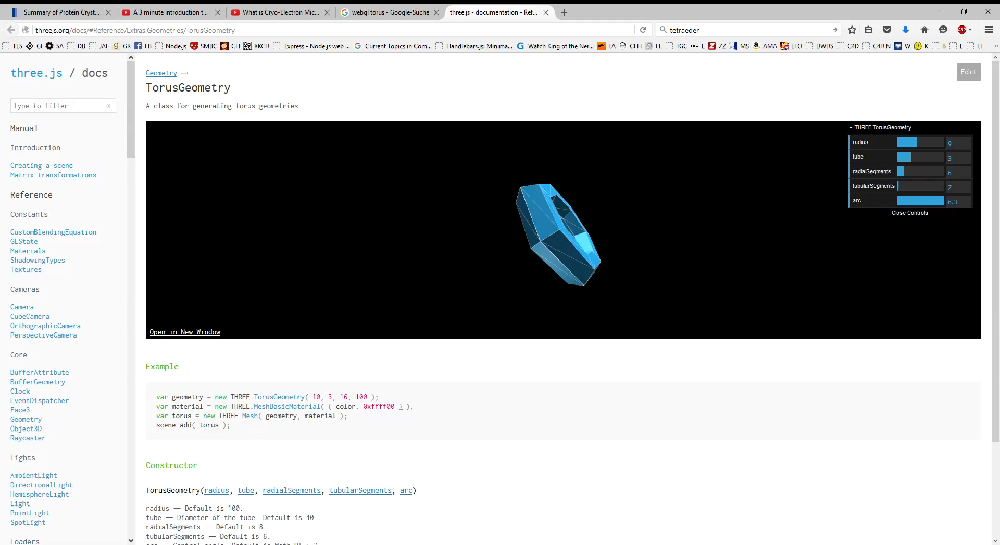 Summary of Protein Cryst...
A 3 minute introduction t...
What is Cryo-Electron Mic...
webgl torus - Google-Suche
three.js - documentation - Ref...
threejs.org/docs/#Reference/Extras.Geometries/TorusGeometry
tetraeder
ABP
TES GI SA DB JAF GR FB Node.js SMBC CH XKCD Express - Node.js web ... Current Topics in Com... Handlebars.js: Minima... Watch King of the Ner... LA CFH FE TGC L ZZ MS AMA LEO DWDS C4D C4D N W K B E EF
three.js / docs
Type to filter x
Manual
Introduction
Creating a scene
Matrix transformations
Reference
Constants
CustomBlendingEquation
GLState
Materials
ShadowingTypes
Textures
Cameras
Camera
CubeCamera
OrthographicCamera
PerspectiveCamera
Core
BufferAttribute
BufferGeometry
Clock
EventDispatcher
Face3
Geometry
Object3D
Raycaster
Lights
AmbientLight
DirectionalLight
HemisphereLight
Light
PointLight
SpotLight
Loaders
Geometry →
Edit
TorusGeometry
A class for generating torus geometries
THREE.TorusGeometry
radius 9
tube 3
radialSegments 6
tubularSegments 7
arc 6.3
Close Controls
Open in New Window
Example
var geometry = new THREE.TorusGeometry( 10, 3, 16, 100 );
var material = new THREE.MeshBasicMaterial( { color: 0xffff00 } );
var torus = new THREE.Mesh( geometry, material );
scene.add( torus );
Constructor
TorusGeometry(radius, tube, radialSegments, tubularSegments, arc)
radius — Default is 100.
tube — Diameter of the tube. Default is 40.
radialSegments — Default is 8
tubularSegments — Default is 6.